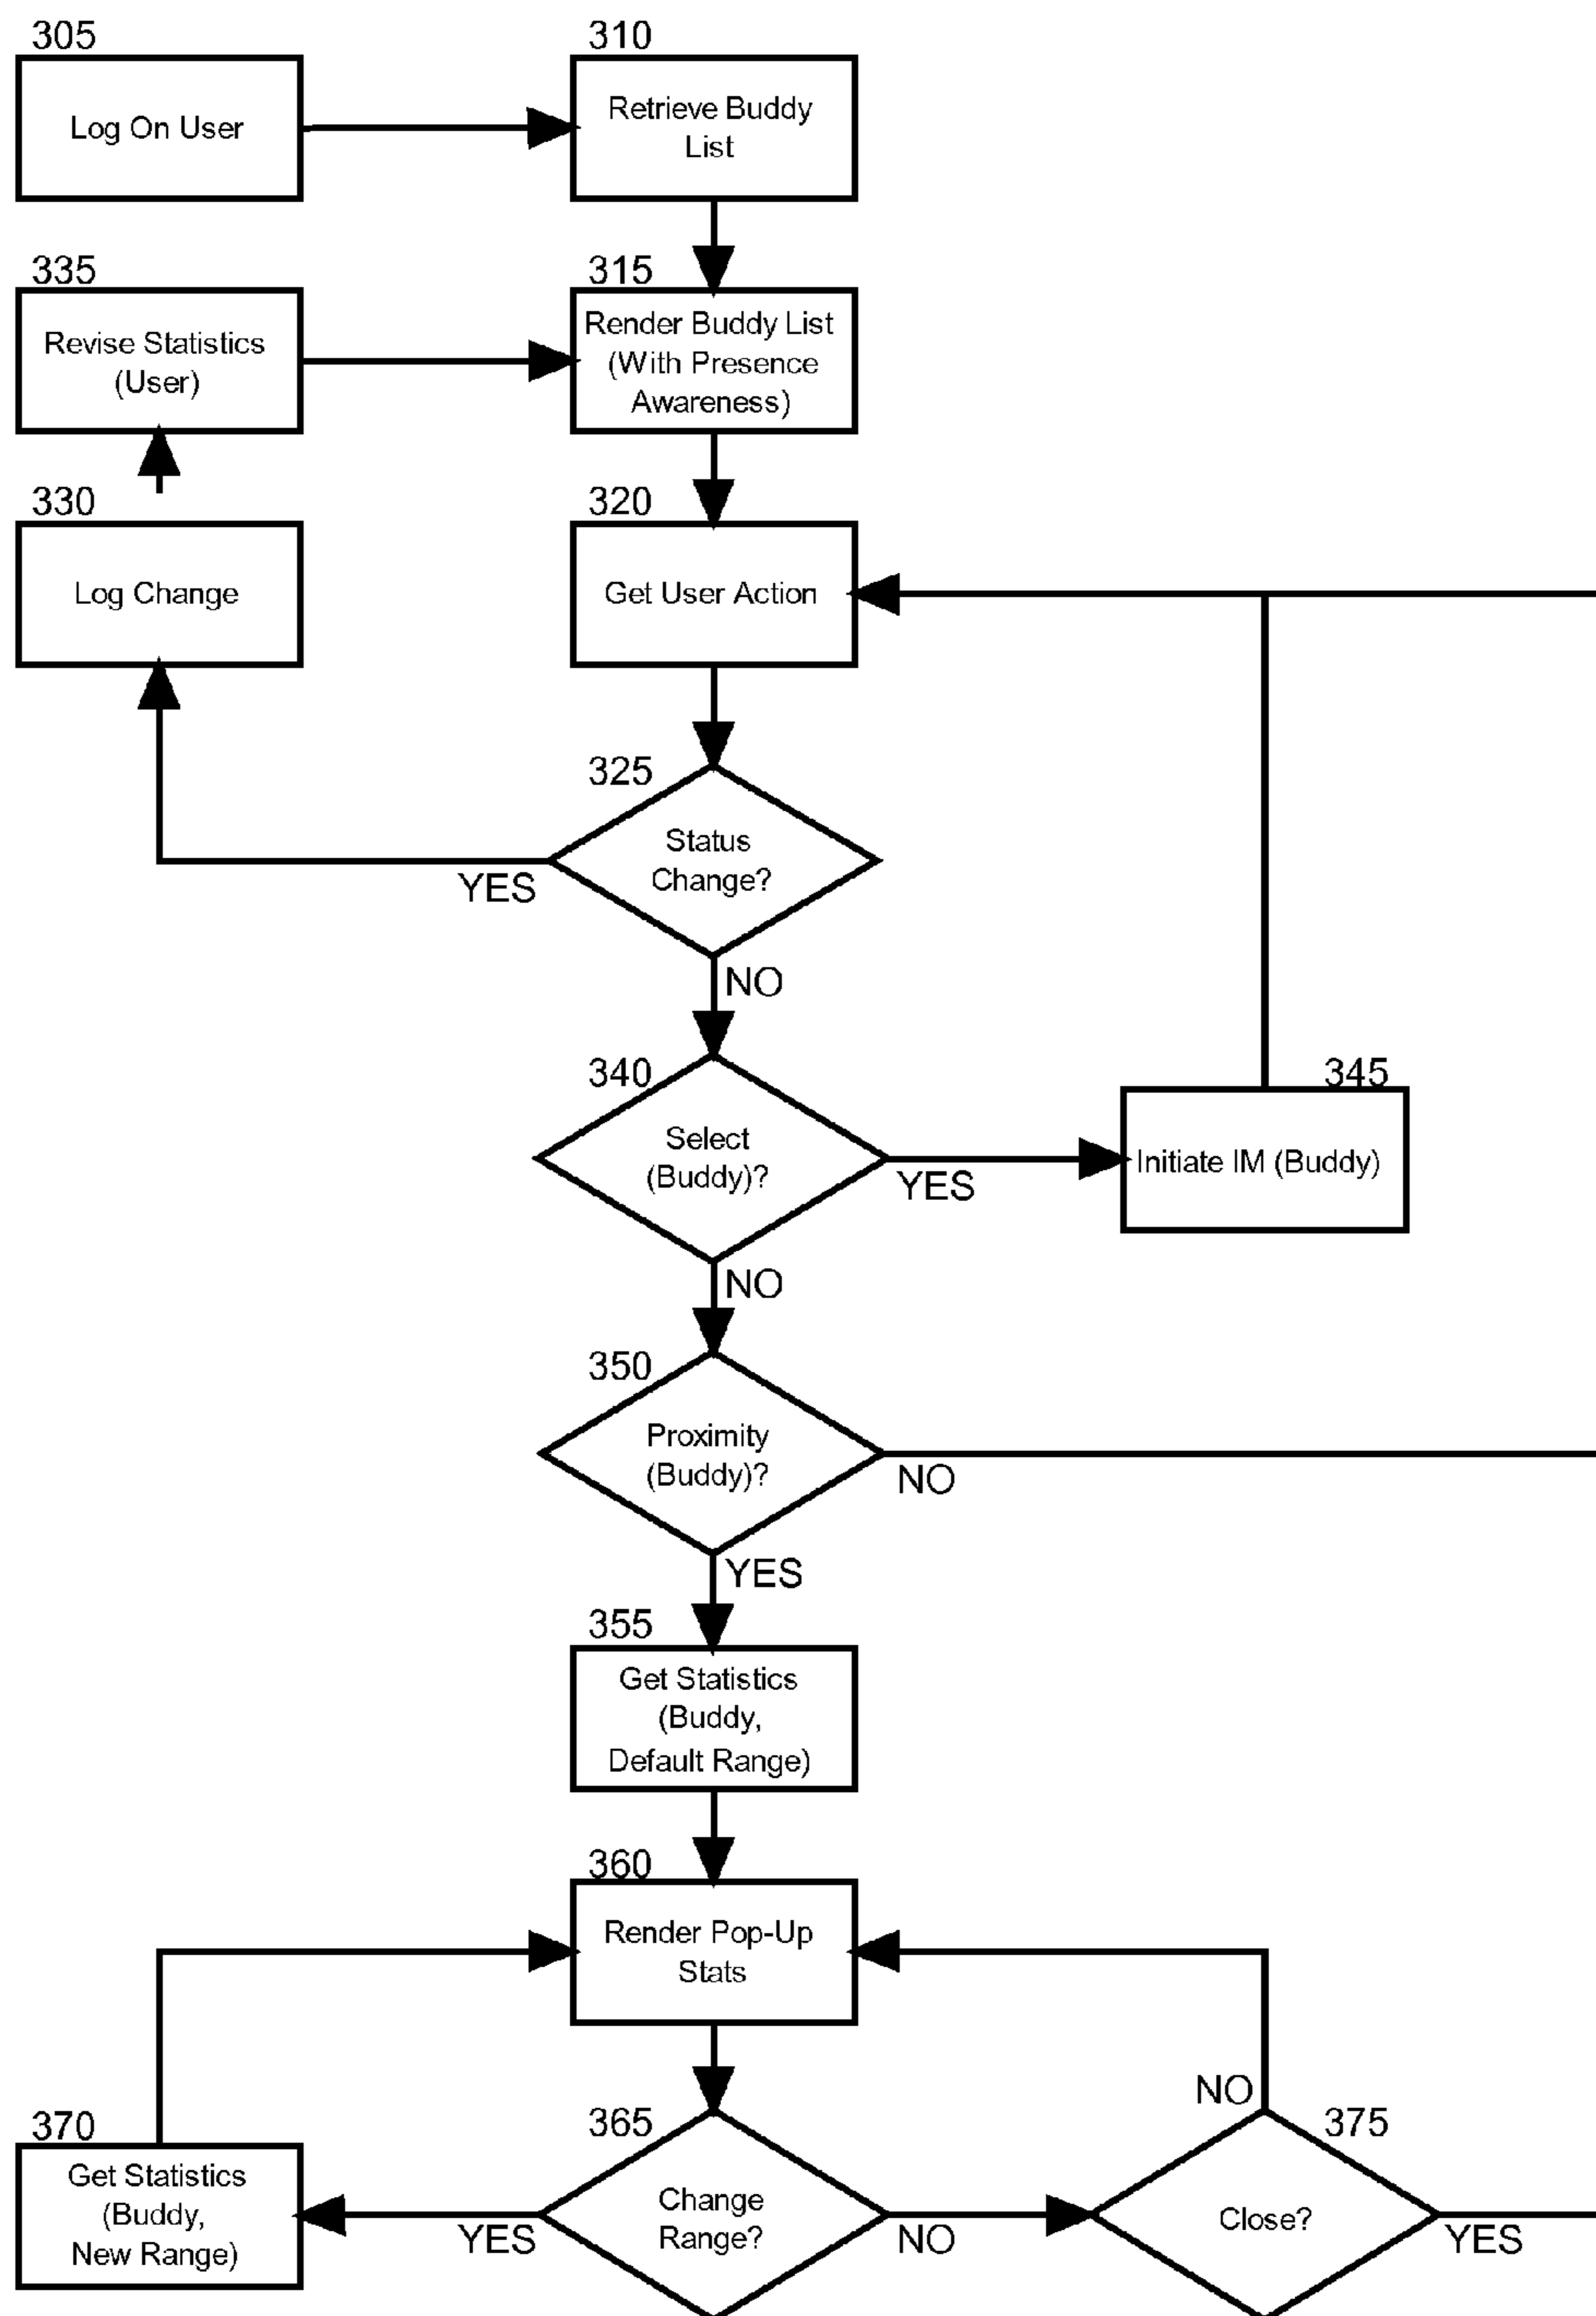 305
Log On User
310
Retrieve Buddy
List
335
Revise Statistics
(User)
315
Render Buddy List
(With Presence
Awareness)
330
Log Change
320
Get User Action
325
Status
Change?
YES
NO
340
Select
(Buddy)?
YES
345
Initiate IM (Buddy)
NO
350
Proximity
(Buddy)?
NO
YES
355
Get Statistics
(Buddy,
Default Range)
360
Render Pop-Up
Stats
370
Get Statistics
(Buddy,
New Range)
365
Change
Range?
YES
NO
375
Close?
NO
YES